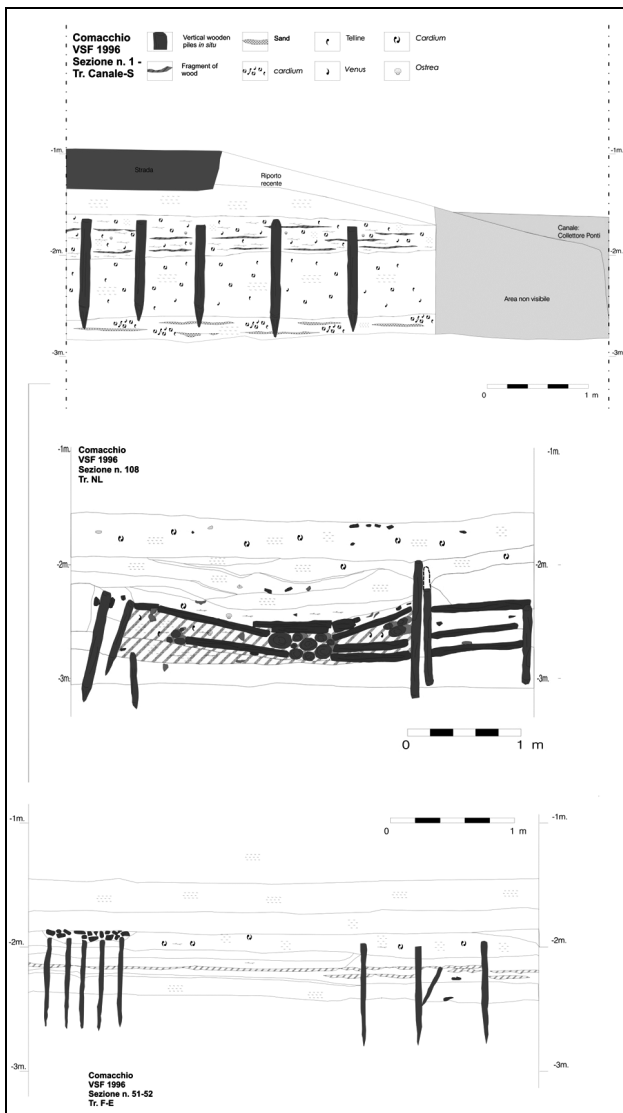 Comacchio
VSF 1996
Sezione n. 1 -
Tr. Canale-S
Vertical wooden
piles in situ
Sand
Telline
Cardium
Fragment of
wood
cardium
Venus
Ostrea
-1m.
-1m.
Strada
Riporto
recente
Canale:
Collettore Ponti
-2m.
-2m.
Area non visibile
-3m.
-3m.
0 1 m
-1m.
-1m.
Comacchio
VSF 1996
Sezione n. 108
Tr. NL
-2m.
-2m.
-3m.
-3m.
0 1 m
-1m.
-1m.
0 1 m
-2m.
-2m.
-3m.
-3m.
Comacchio
VSF 1996
Sezione n. 51-52
Tr. F-E